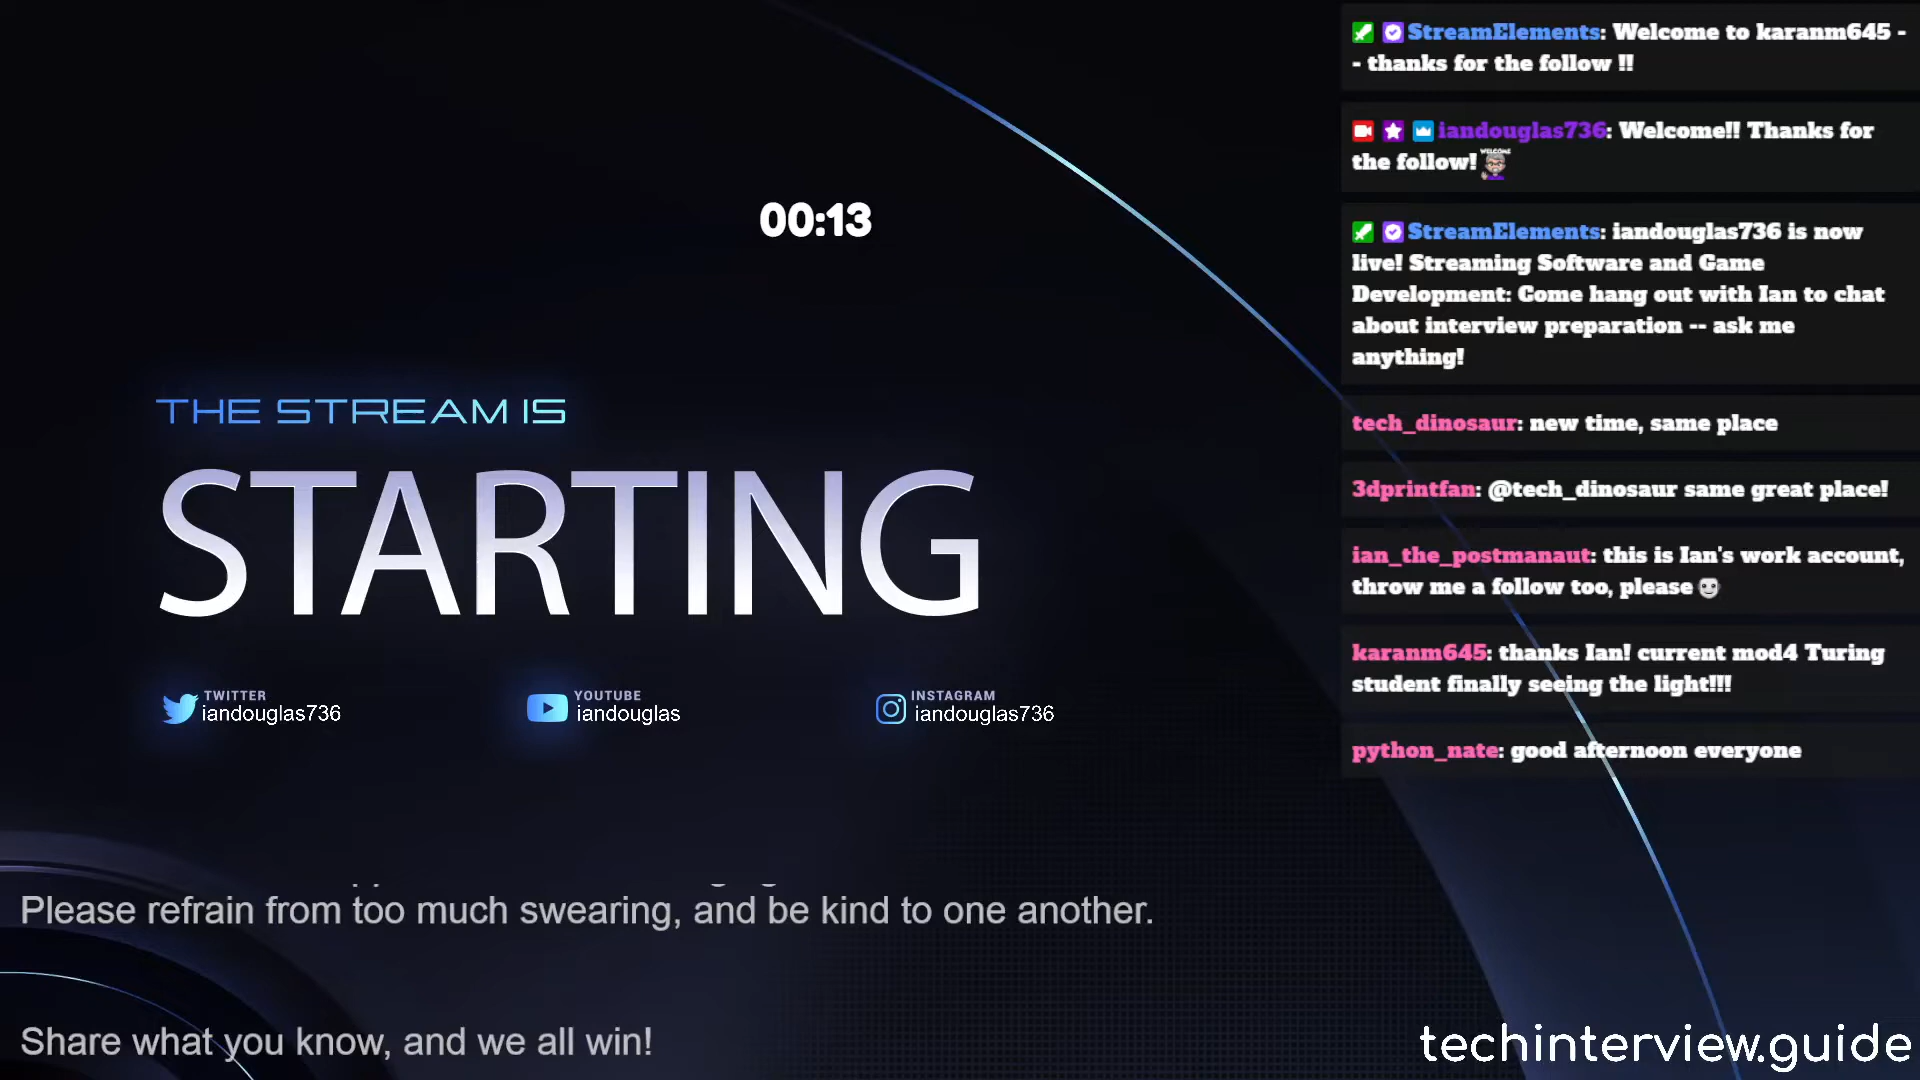 00:13
THE STREAM IS
STARTING
TWITTER
iandouglas736
YOUTUBE
iandouglas
INSTAGRAM
iandouglas736
Please refrain from too much swearing, and be kind to one another.
Share what you know, and we all win!
StreamElements: Welcome to karanm645 -
- thanks for the follow !!
iandouglas736: Welcome!! Thanks for
the follow! WELCOME
StreamElements: iandouglas736 is now
live! Streaming Software and Game
Development: Come hang out with Ian to chat
about interview preparation -- ask me
anything!
tech_dinosaur: new time, same place
3dprintfan: @tech_dinosaur same great place!
ian_the_postmanaut: this is Ian's work account,
throw me a follow too, please
karanm645: thanks Ian! current mod4 Turing
student finally seeing the light!!!
python_nate: good afternoon everyone
techinterview.guide